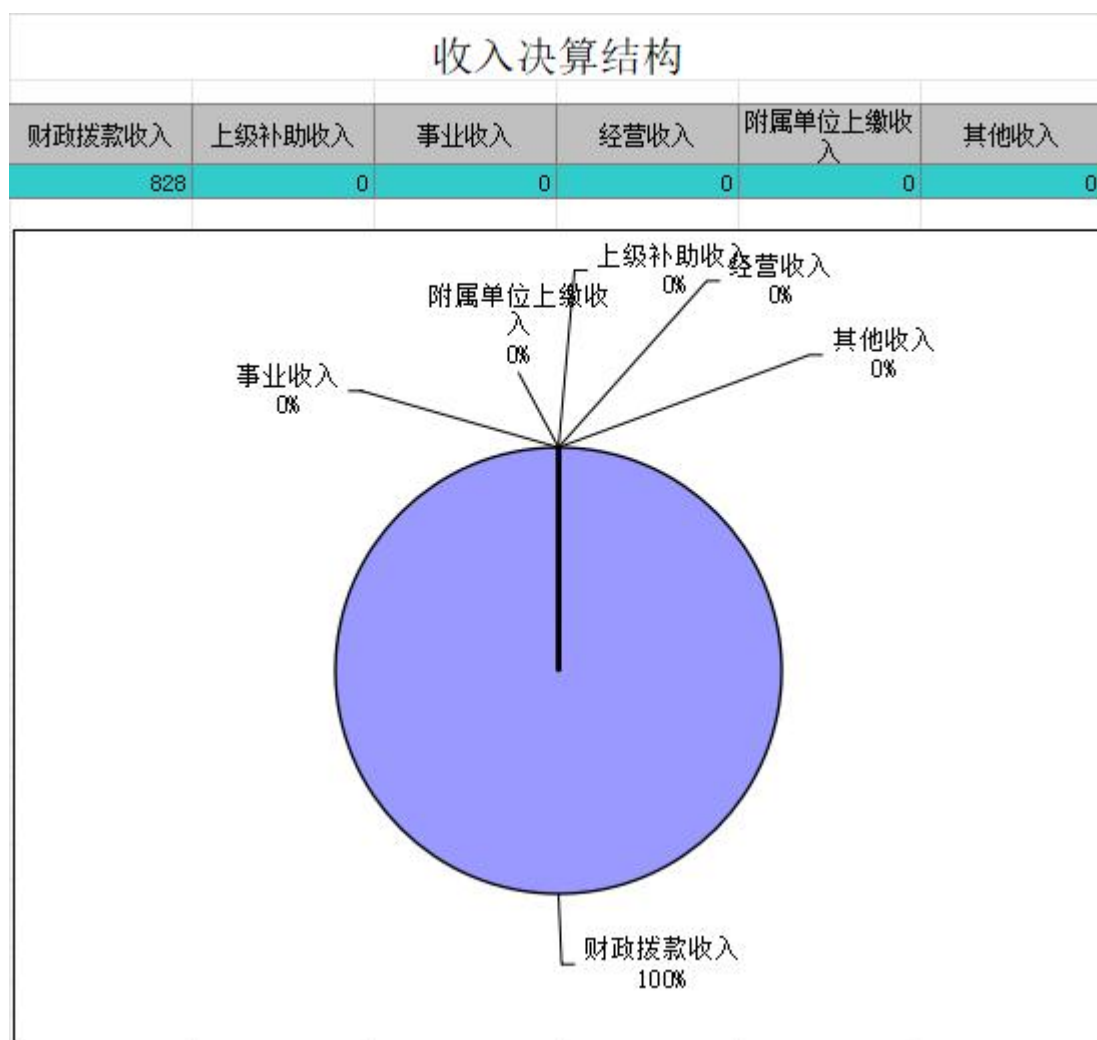 收入决算结构
财政拨款收入 上级补助收入 事业收入 经营收入 附属单位上缴收入 其他收入
828 0 0 0 0 0
上级补助收入
0%
经营收入
0%
附属单位上缴收
入
0%
其他收入
0%
事业收入
0%
财政拨款收入
100%